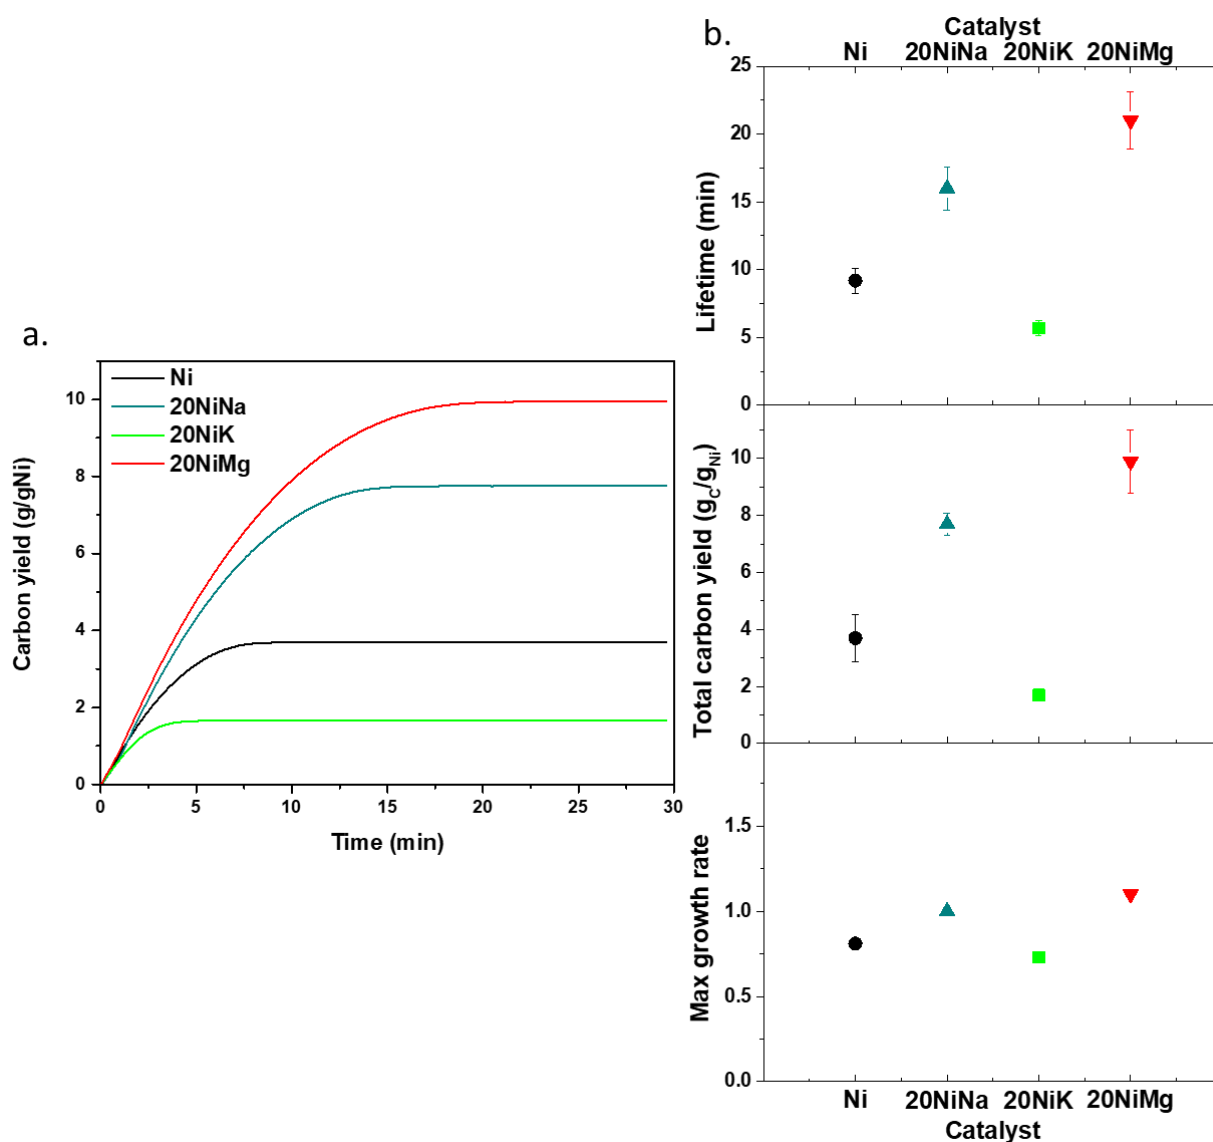 a.
Ni
20NiNa
20NiK
20NiMg
Carbon yield (g/gNi)
10
8
6
4
2
0
0 5 10 15 20 25 30
Time (min)
b.
Catalyst
Ni 20NiNa 20NiK 20NiMg
Lifetime (min)
25
20
15
10
5
0
Total carbon yield (gC/gNi)
10
8
6
4
2
0
Max growth rate
1.5
1.0
0.5
0.0
Ni 20NiNa 20NiK 20NiMg
Catalyst